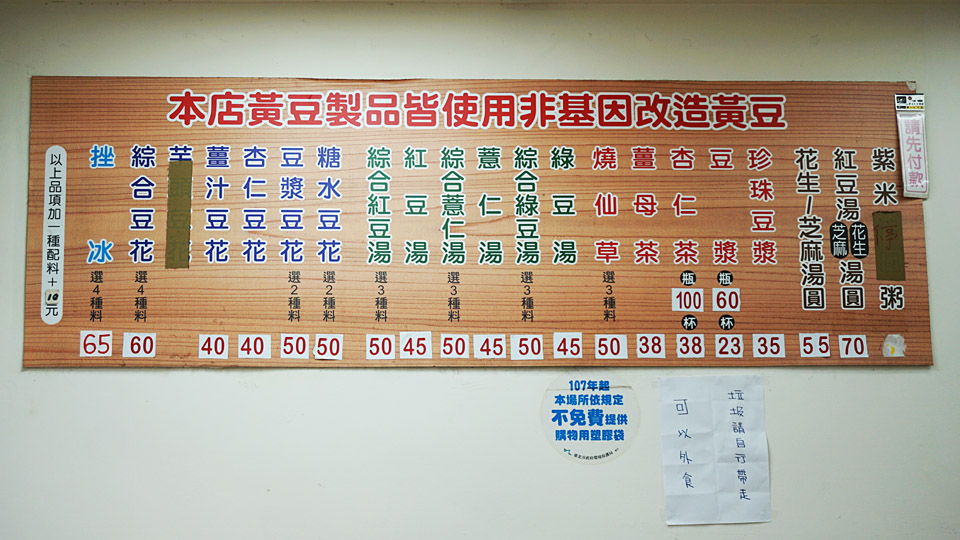 本店黃豆製品皆使用非基因改造黃豆
請先付款
紫米停粥
紅豆湯花生芝麻湯圓 70
花生/芝麻湯圓 55
珍珠豆漿 35
豆漿 瓶 60 杯 23
杏仁茶 瓶 100 杯 38
薑母茶 38
燒仙草 選3種料 50
綠豆湯 45
綜合綠豆湯 選3種料 50
薏仁湯 45
綜合薏仁湯 選3種料 50
紅豆湯 45
綜合紅豆湯 選3種料 50
糖水豆花 選2種料 50
豆漿豆花 選2種料 50
杏仁豆花 40
薑汁豆花 40
綜合豆花 選4種料 60
挫冰 選4種料 65
以上品項加一種配料+10元
107年起
本場所依規定
不免費提供
購物用塑膠袋
垃圾請自行帶走
可以外食